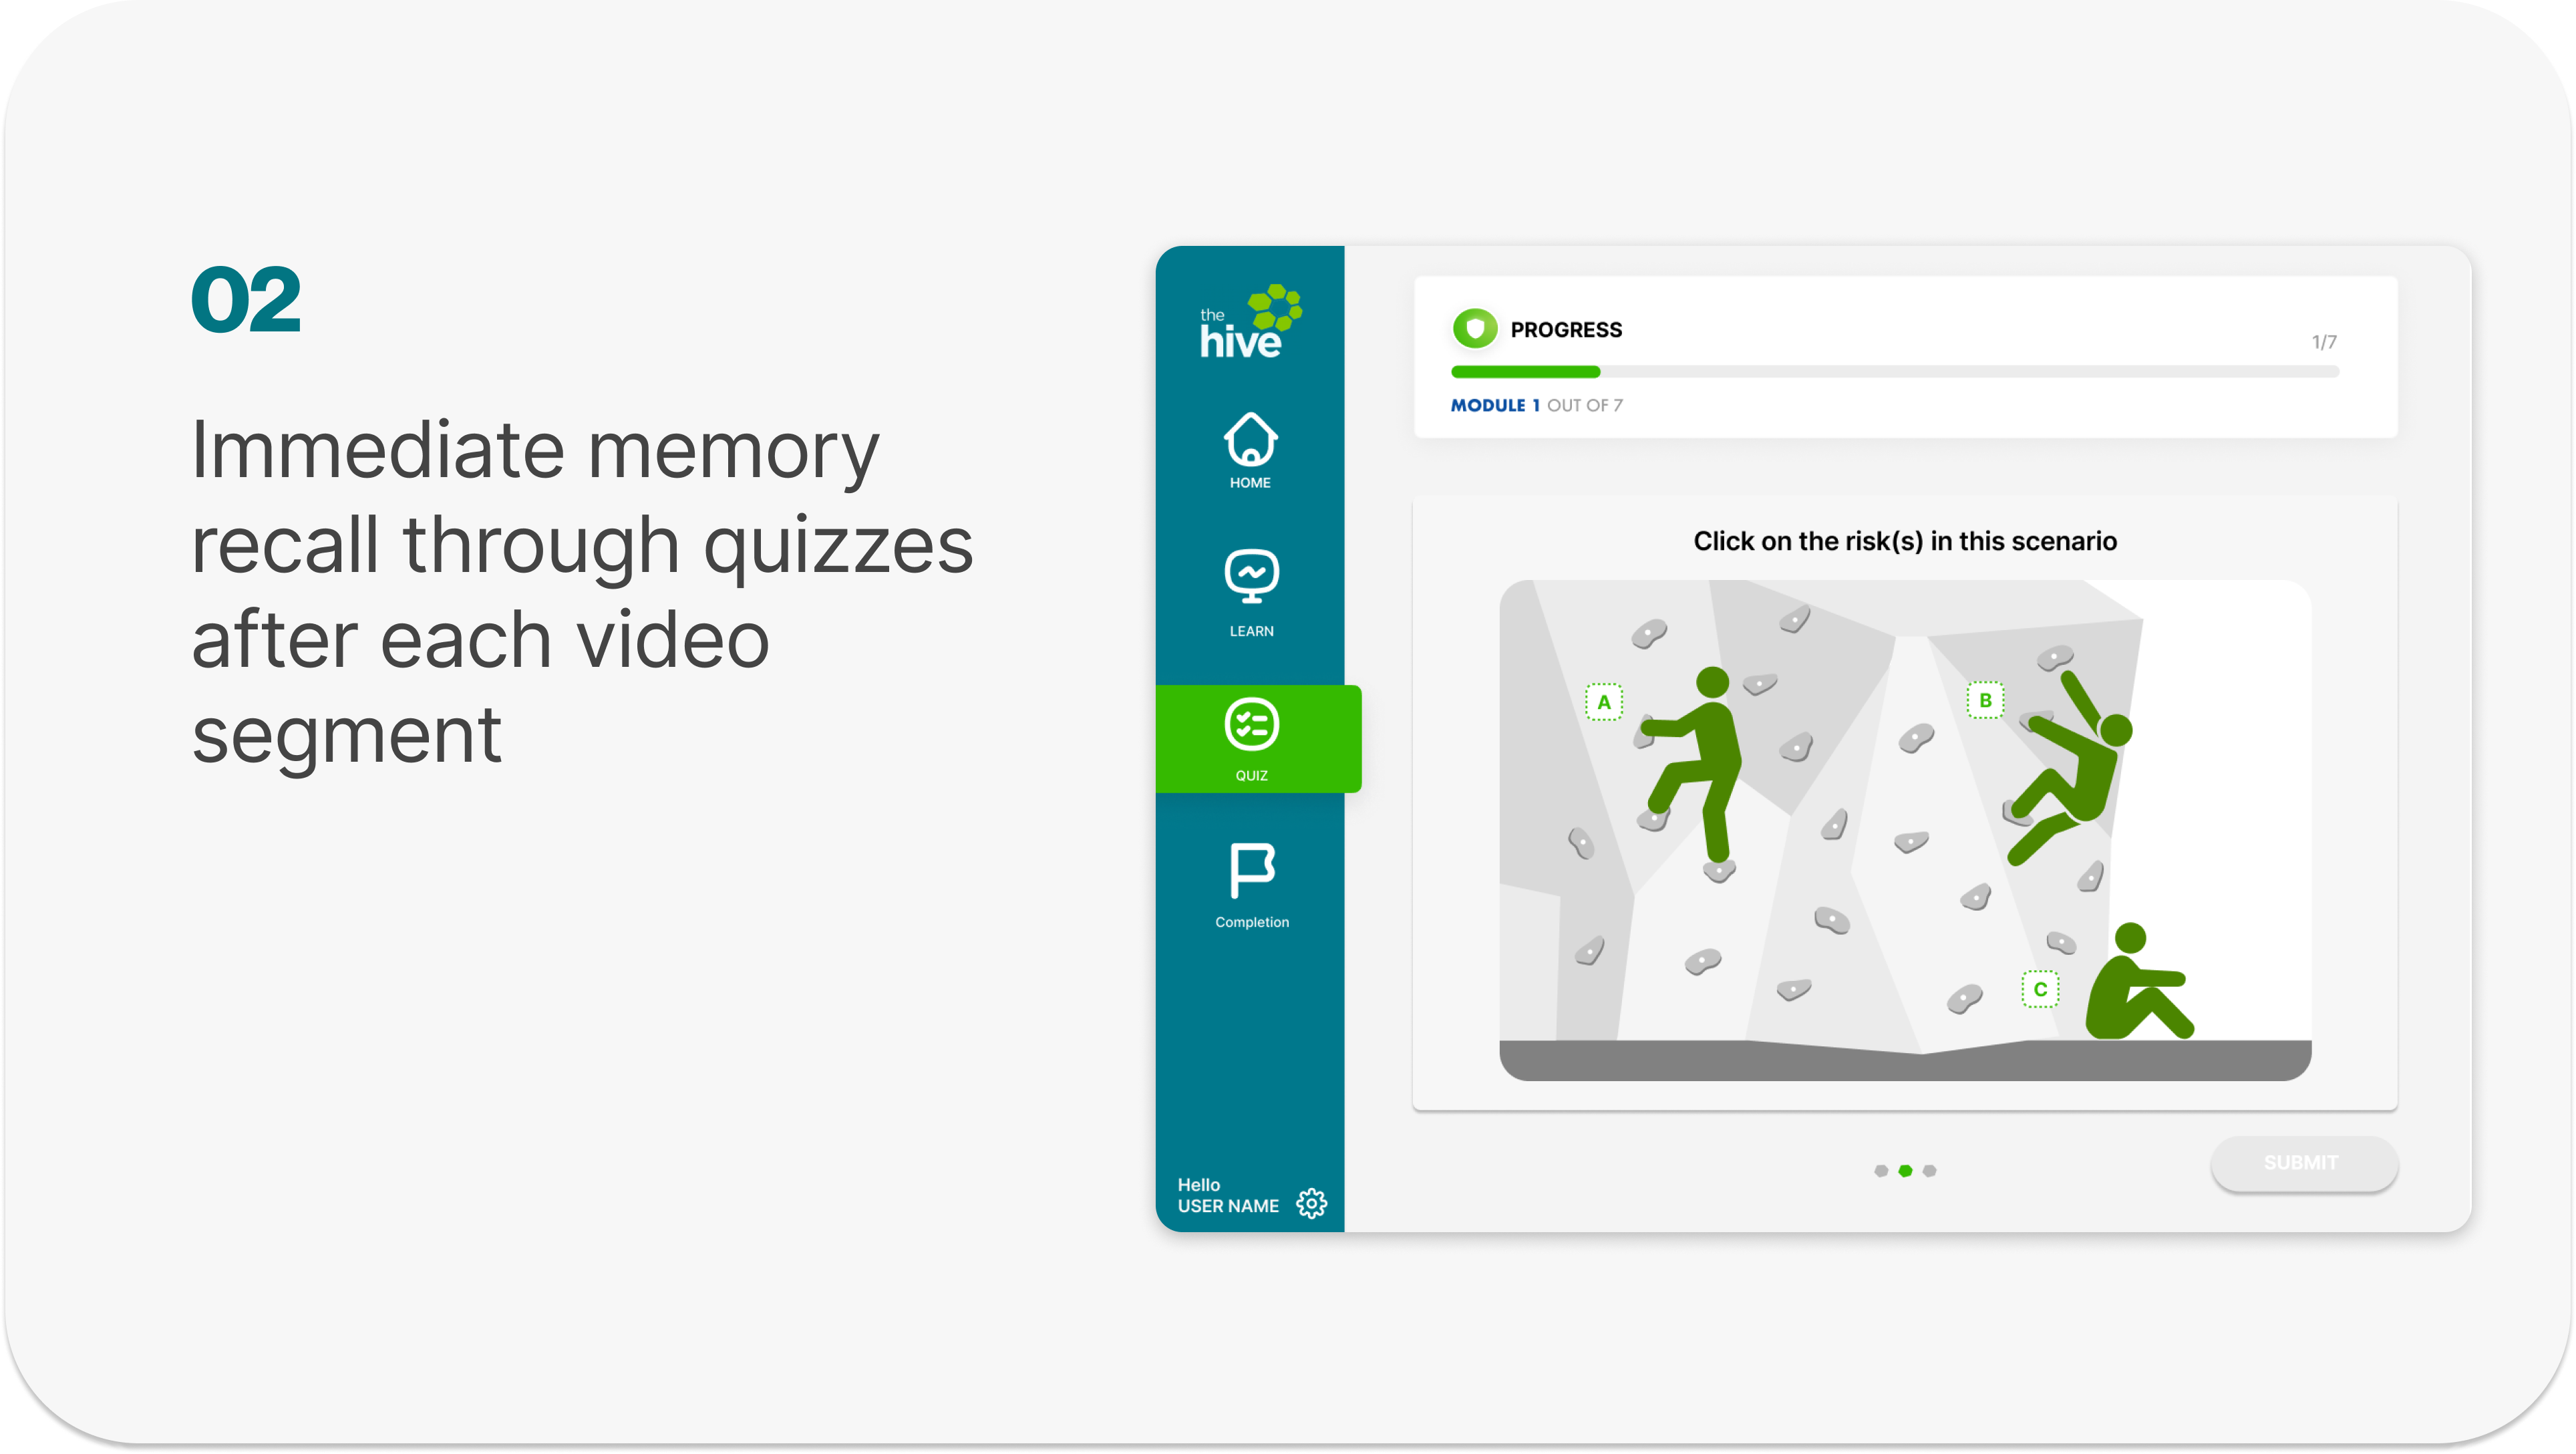 02
Immediate memory
recall through quizzes
after each video
segment
the
hive
HOME
LEARN
QUIZ
Completion
Hello
USER NAME
PROGRESS
1/7
MODULE 1 OUT OF 7
Click on the risk(s) in this scenario
A
B
C
SUBMIT